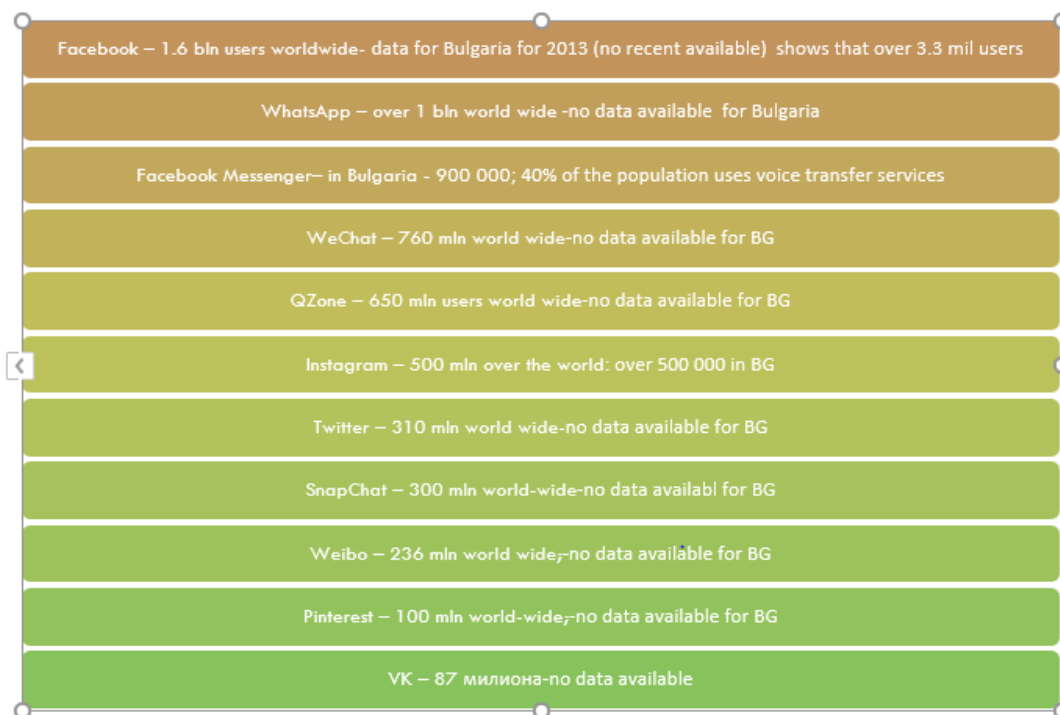 Facebook – 1.6 bln users worldwide- data for Bulgaria for 2013 (no recent available) shows that over 3.3 mil users
WhatsApp – over 1 bln world wide -no data available for Bulgaria
Facebook Messenger– in Bulgaria - 900 000; 40% of the population uses voice transfer services
WeChat – 760 mln world wide-no data available for BG
QZone – 650 mln users world wide-no data available for BG
Instagram – 500 mln over the world: over 500 000 in BG
Twitter – 310 mln world wide-no data available for BG
SnapChat – 300 mln world-wide-no data availabl for BG
Weibo – 236 mln world wide;-no data available for BG
Pinterest – 100 mln world-wide;-no data available for BG
VK – 87 милиона-no data available